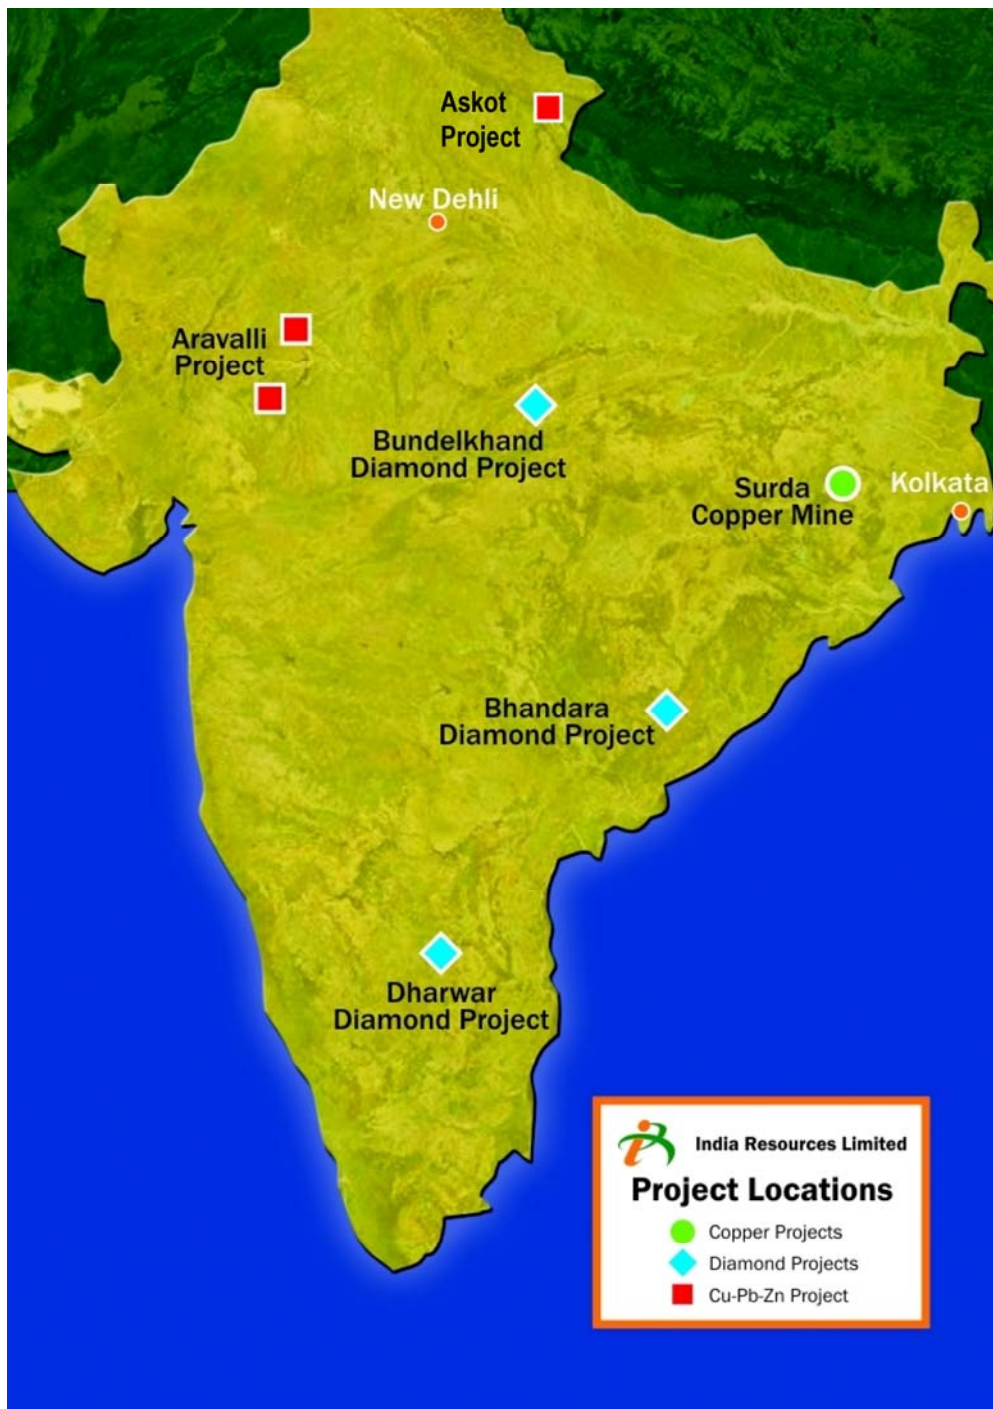 Askot
Project
New Dehli
Aravalli
Project
Bundelkhand
Diamond Project
Surda
Copper Mine
Kolkata
Bhandara
Diamond Project
Dharwar
Diamond Project
India Resources Limited
Project Locations
Copper Projects
Diamond Projects
Cu-Pb-Zn Project